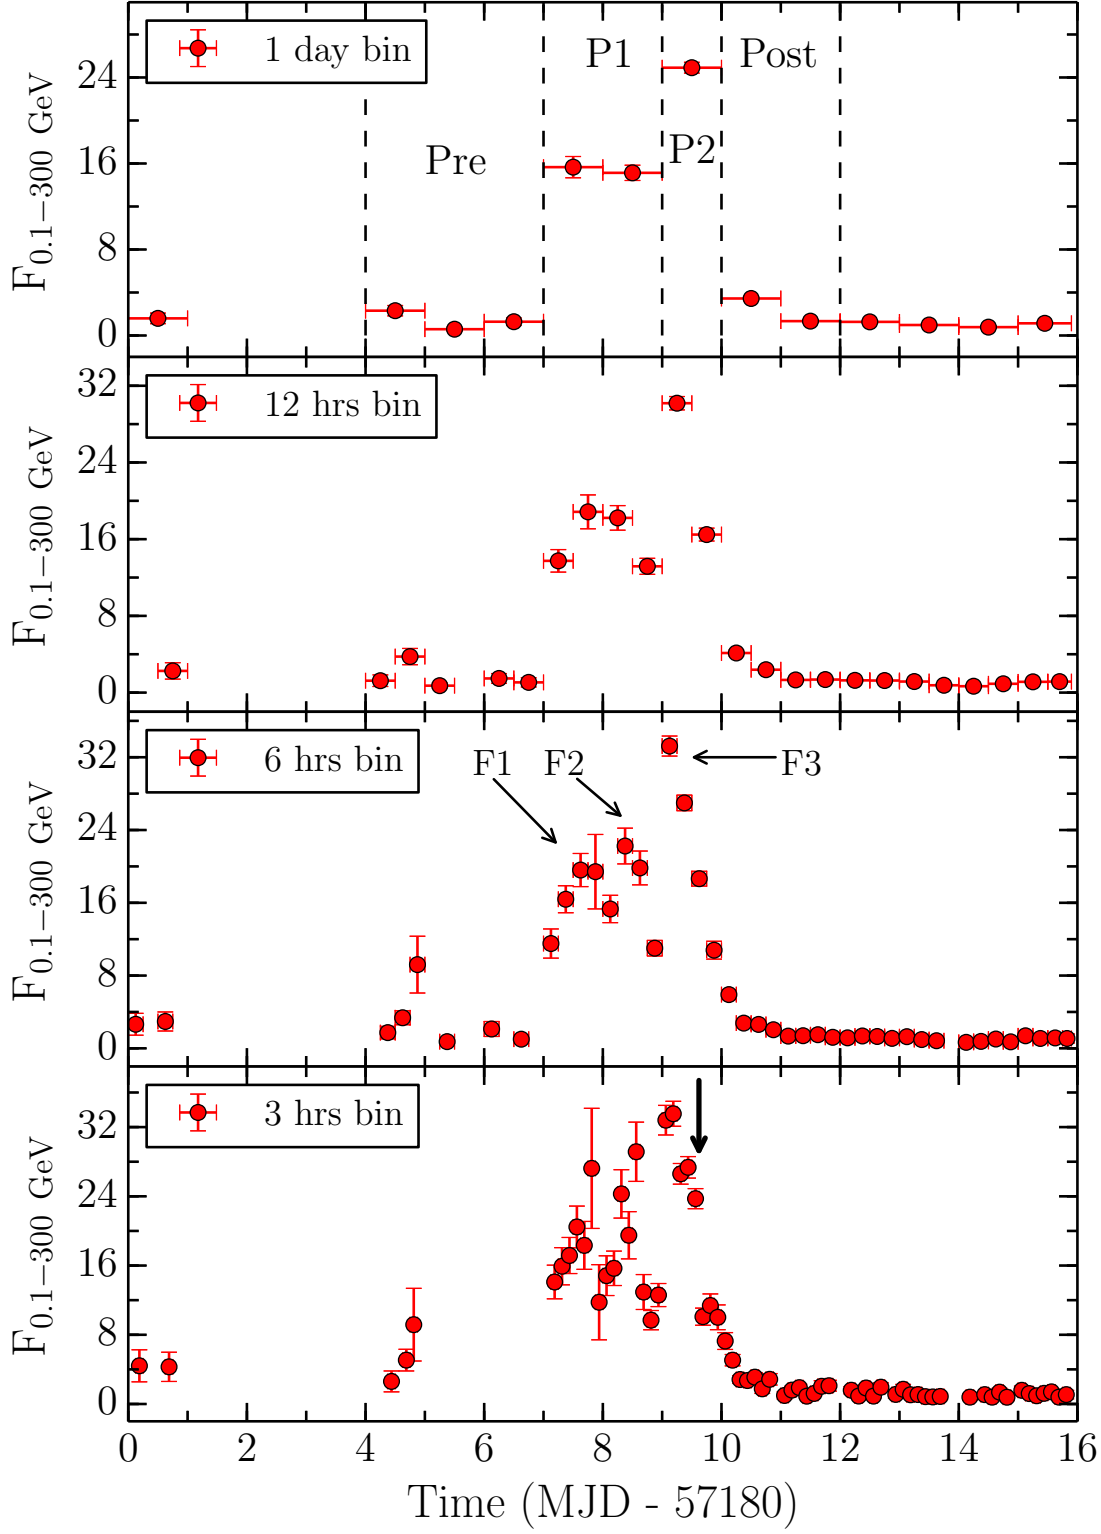 1 day bin
P1
Post
Pre
P2
24
16
8
0
F0.1−300 GeV
12 hrs bin
32
24
16
8
0
F0.1−300 GeV
6 hrs bin
F1
F2
F3
32
24
16
8
0
F0.1−300 GeV
3 hrs bin
32
24
16
8
0
F0.1−300 GeV
0 2 4 6 8 10 12 14 16
Time (MJD - 57180)